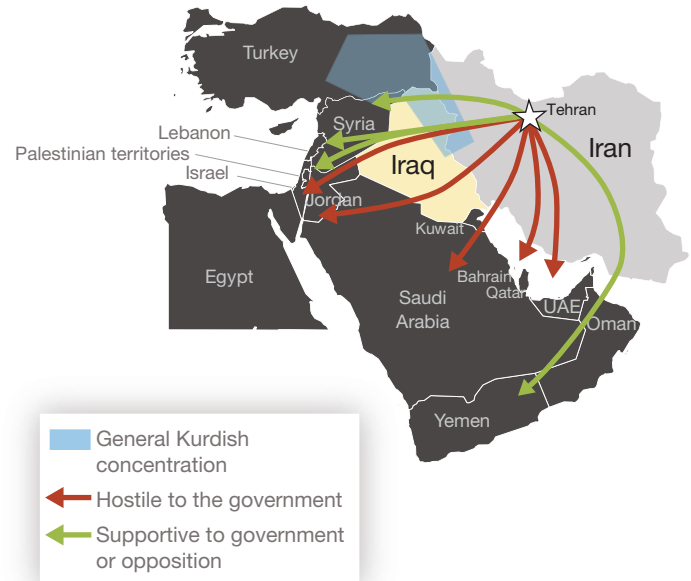 Turkey
Tehran
Syria
Lebanon
Iran
Palestinian territories
Iraq
Israel
Jordan
Kuwait
Egypt
Bahrain
Qatar
Saudi
Arabia
UAE
Oman
Yemen
General Kurdish
concentration
Hostile to the government
Supportive to government
or opposition